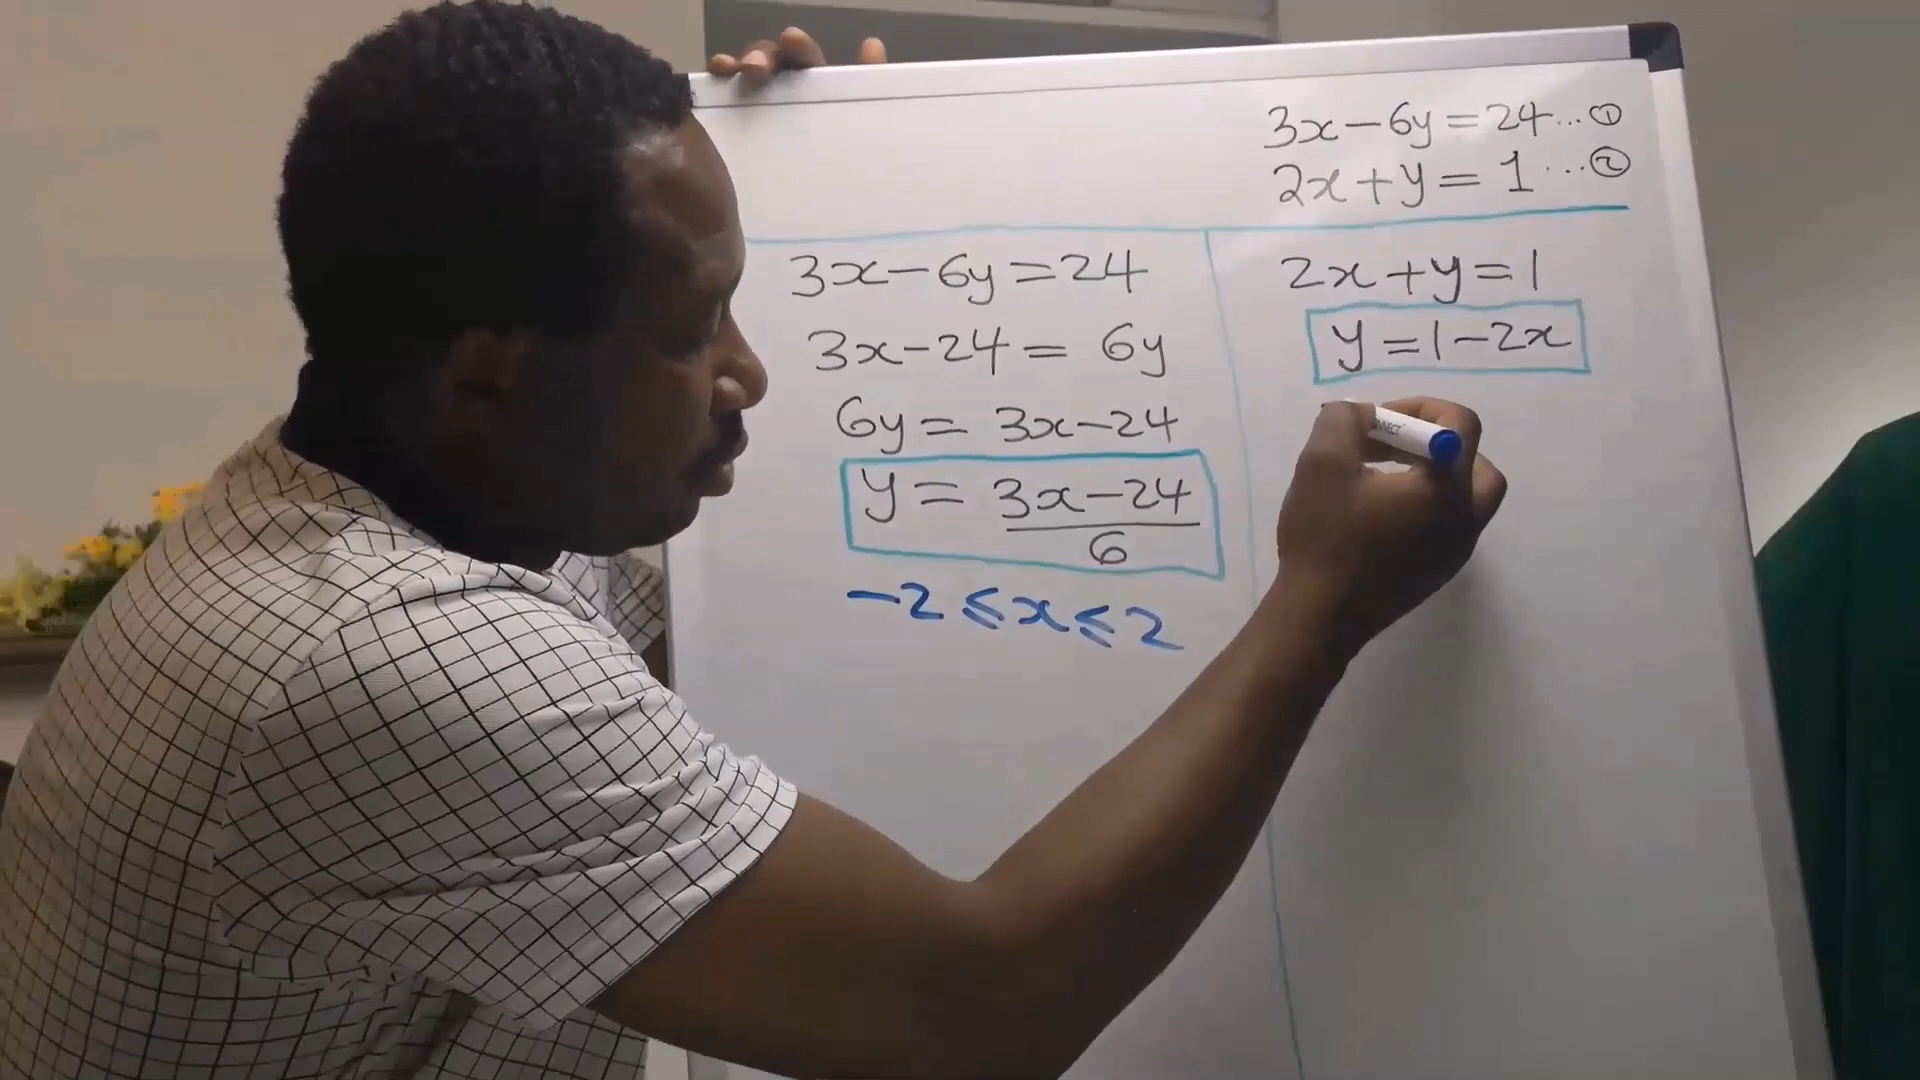 3x-6y=24...①
2x+y=1...②
3x-6y=24
3x-24=6y
6y=3x-24
y=3x-24
6
-2≤x≤2
2x+y=1
y=1-2x